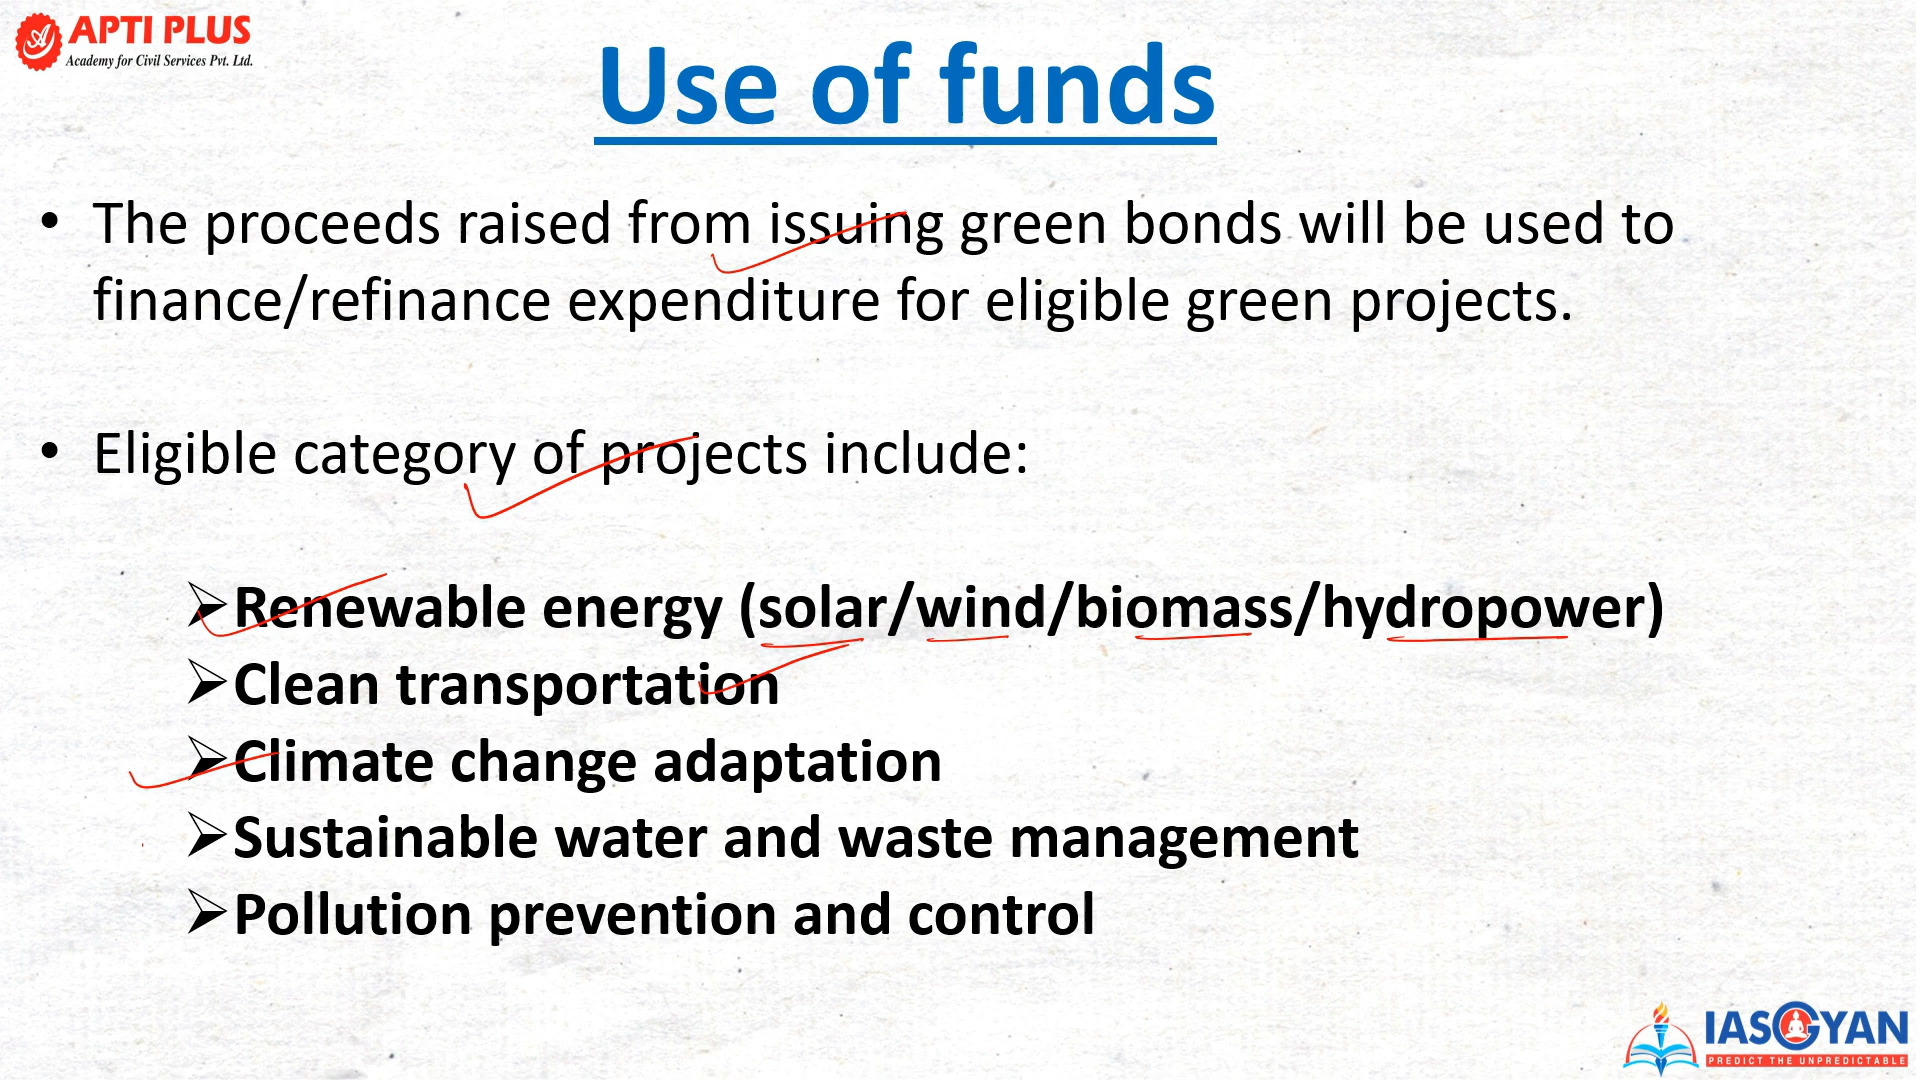 APTI PLUS
Academy for Civil Services Pvt. Ltd.
Use of funds
• The proceeds raised from issuing green bonds will be used to
finance/refinance expenditure for eligible green projects.
• Eligible category of projects include:
➢Renewable energy (solar/wind/biomass/hydropower)
➢Clean transportation
➢Climate change adaptation
➢Sustainable water and waste management
➢Pollution prevention and control
IASGYAN
PREDICT THE UNPREDICTABLE